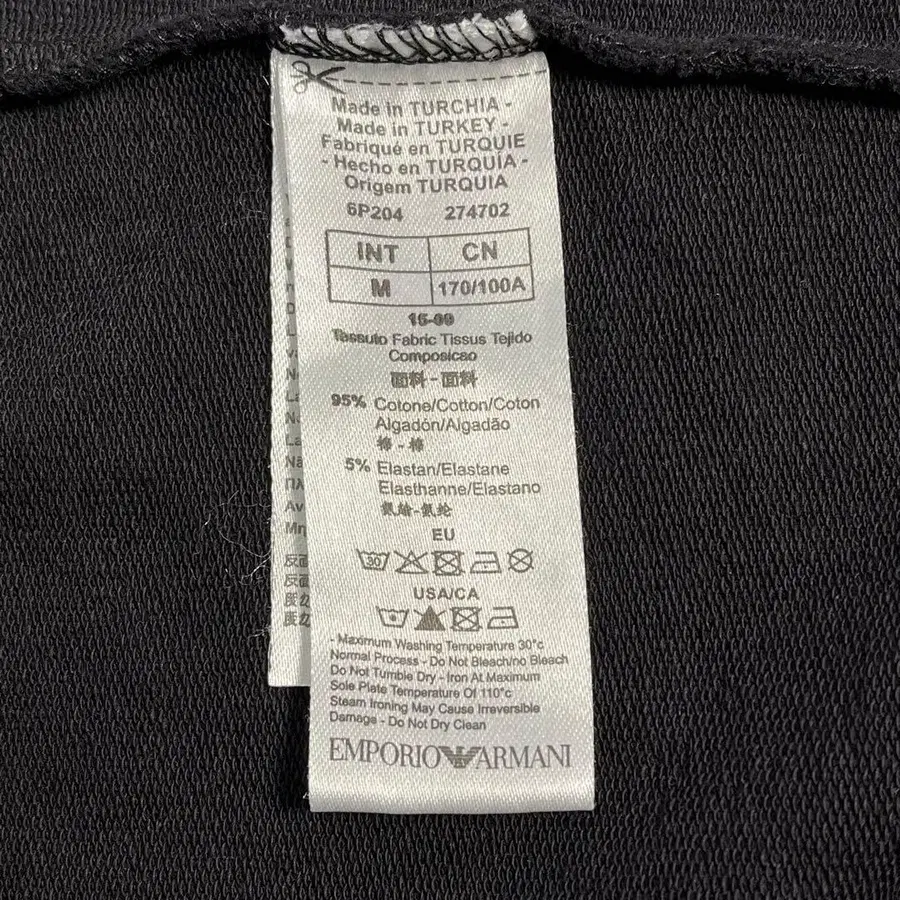 Made in TURCHIA -
Made in TURKEY -
Fabriqué en TURQUIE
- Hecho en TURQUÍA -
Origem TURQUIA
6P204 274702
INT CN
M 170/100A
15-09
Tessuto Fabric Tissus Tejido
Composicao
面料-面料
95% Cotone/Cotton/Coton
Algadón/Algadão
棉-棉
5% Elastan/Elastane
Elasthanne/Elastano
氨纶
EU
30
USA/CA
- Maximum Washing Temperature 30°c
Normal Process - Do Not Bleach/no Bleach
Do Not Tumble Dry - Iron At Maximum
Sole Plate Temperature Of 110°c
Steam Ironing May Cause Irreversible
Damage - Do Not Dry Clean
EMPORIO ARMANI